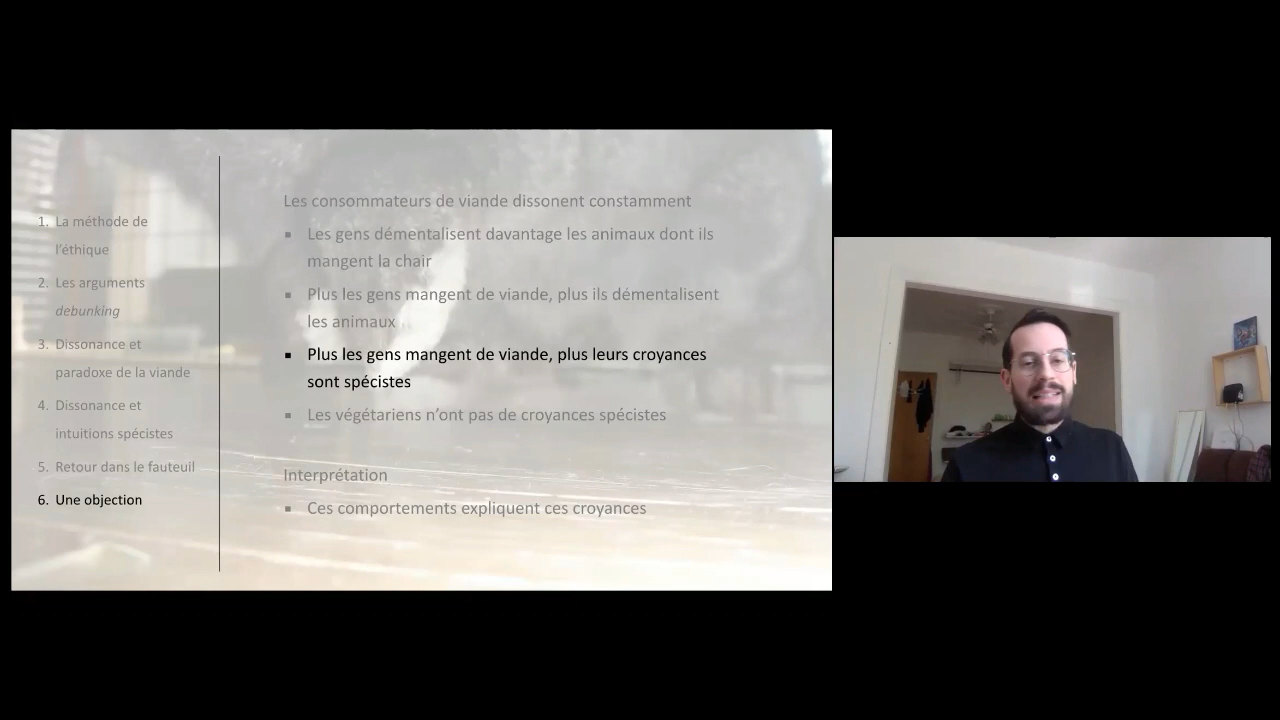 1. La méthode de
l'éthique
2. Les arguments
debunking
3. Dissonance et
paradoxe de la viande
4. Dissonance et
intuitions spécistes
5. Retour dans le fauteuil
6. Une objection
Les consommateurs de viande dissonent constamment
▪ Les gens démentalisent davantage les animaux dont ils
mangent la chair
▪ Plus les gens mangent de viande, plus ils démentalisent
les animaux
▪ Plus les gens mangent de viande, plus leurs croyances
sont spécistes
▪ Les végétariens n'ont pas de croyances spécistes
Interprétation
▪ Ces comportements expliquent ces croyances